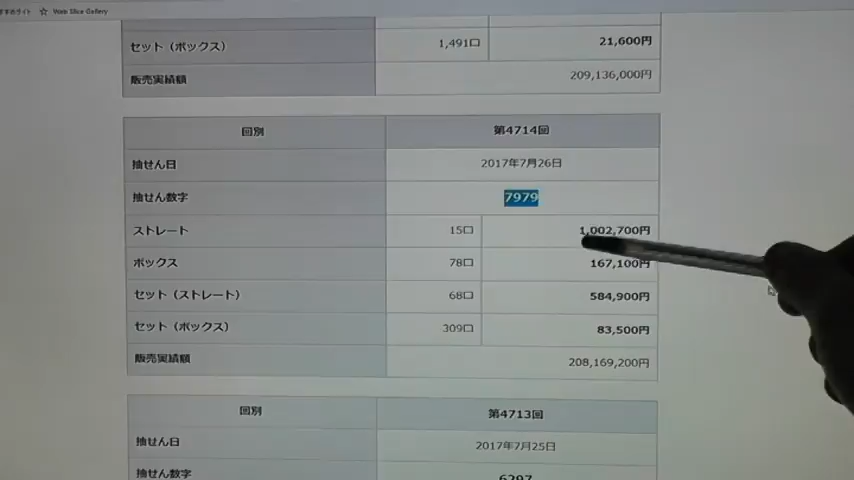 すすめサイト ☆ Web Slice Gallery
セット（ボックス） 1,491口 21,600円
販売実績額 209,136,000円
回別 第4714回
抽せん日 2017年7月26日
抽せん数字 7979
ストレート 15口 1,002,700円
ボックス 78口 167,100円
セット（ストレート） 68口 584,900円
セット（ボックス） 309口 83,500円
販売実績額 208,169,200円
回別 第4713回
抽せん日 2017年7月25日
抽せん数字 6297